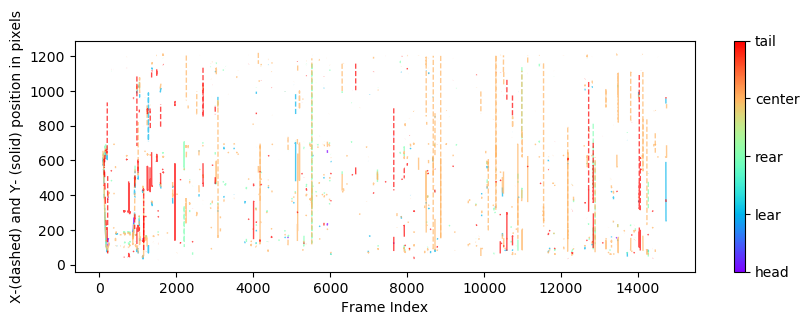 X-(dashed) and Y- (solid) position in pixels
1200
1000
800
600
400
200
0
0 2000 4000 6000 8000 10000 12000 14000
Frame Index
tail
center
rear
lear
head